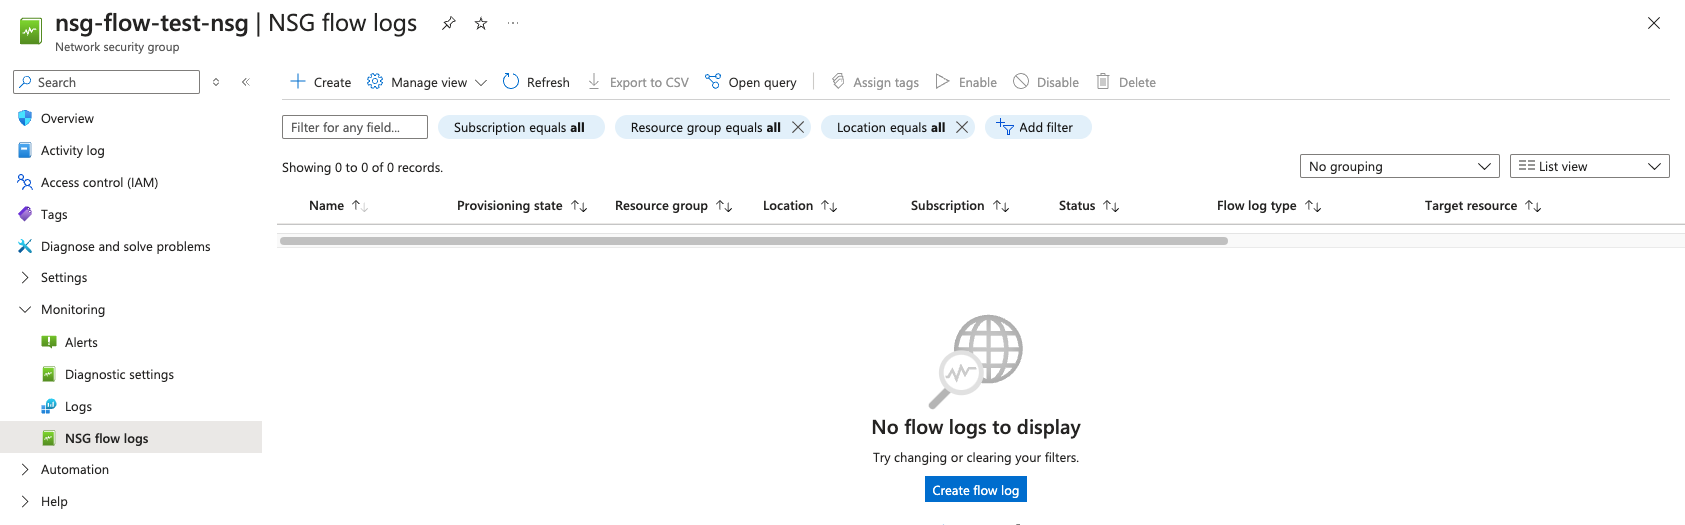 nsg-flow-test-nsg | NSG flow logs
Network security group
Search
Overview
Activity log
Access control (IAM)
Tags
Diagnose and solve problems
Settings
Monitoring
Alerts
Diagnostic settings
Logs
NSG flow logs
Automation
Help
Create Manage view Refresh Export to CSV Open query Assign tags Enable Disable Delete
Filter for any field... Subscription equals all Resource group equals all Location equals all Add filter
Showing 0 to 0 of 0 records.
No grouping List view
Name Provisioning state Resource group Location Subscription Status Flow log type Target resource
No flow logs to display
Try changing or clearing your filters.
Create flow log